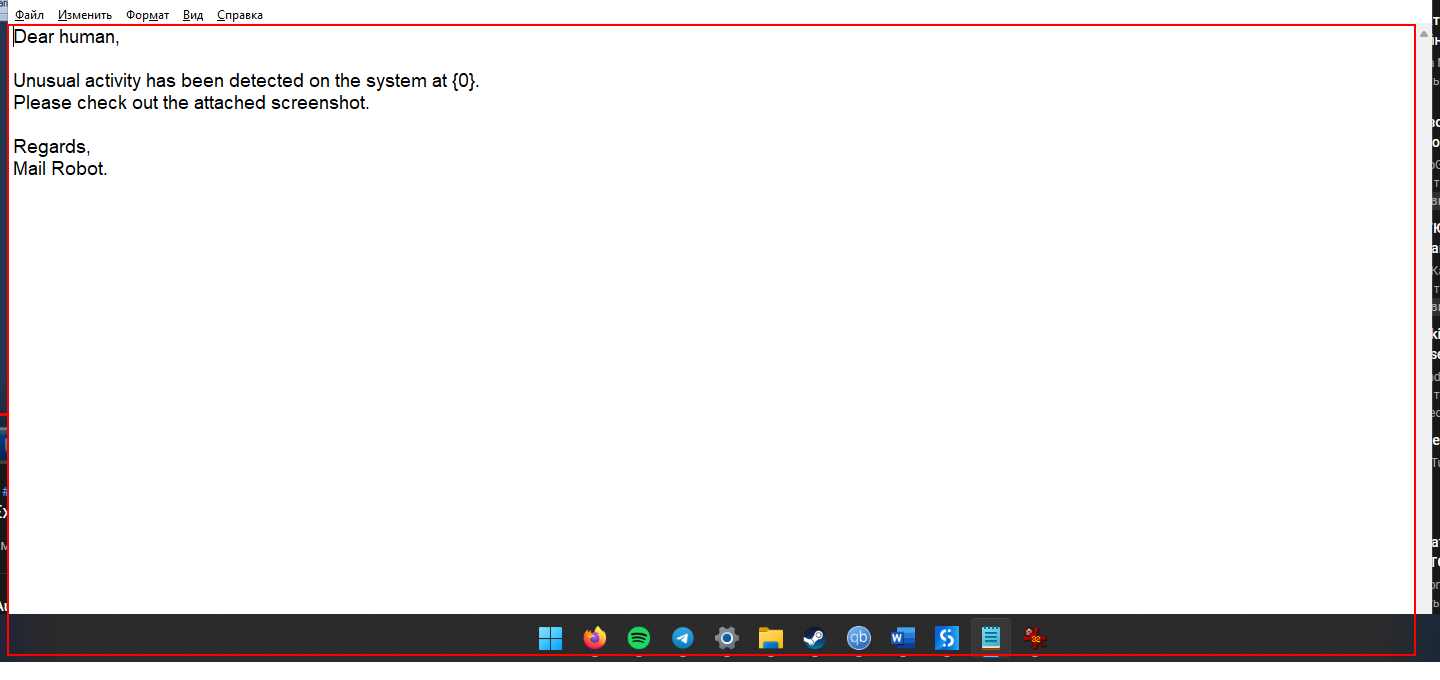 Файл Изменить Формат Вид Справка
Dear human,
Unusual activity has been detected on the system at {0}.
Please check out the attached screenshot.
Regards,
Mail Robot.